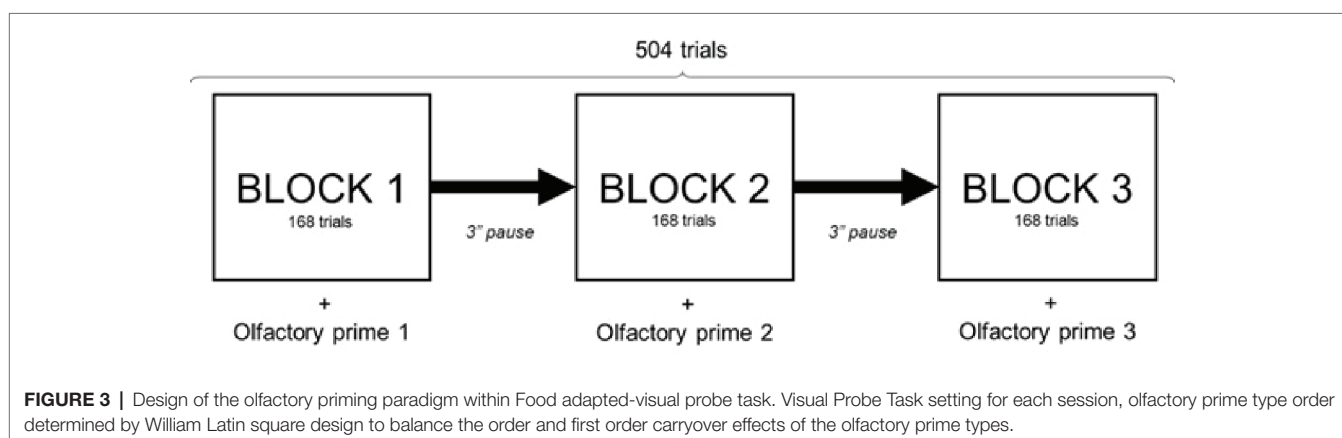 504 trials
BLOCK 1
168 trials
3" pause
BLOCK 2
168 trials
3" pause
BLOCK 3
168 trials
+
Olfactory prime 1
+
Olfactory prime 2
+
Olfactory prime 3
FIGURE 3 | Design of the olfactory priming paradigm within Food adapted-visual probe task. Visual Probe Task setting for each session, olfactory prime type order
determined by William Latin square design to balance the order and first order carryover effects of the olfactory prime types.